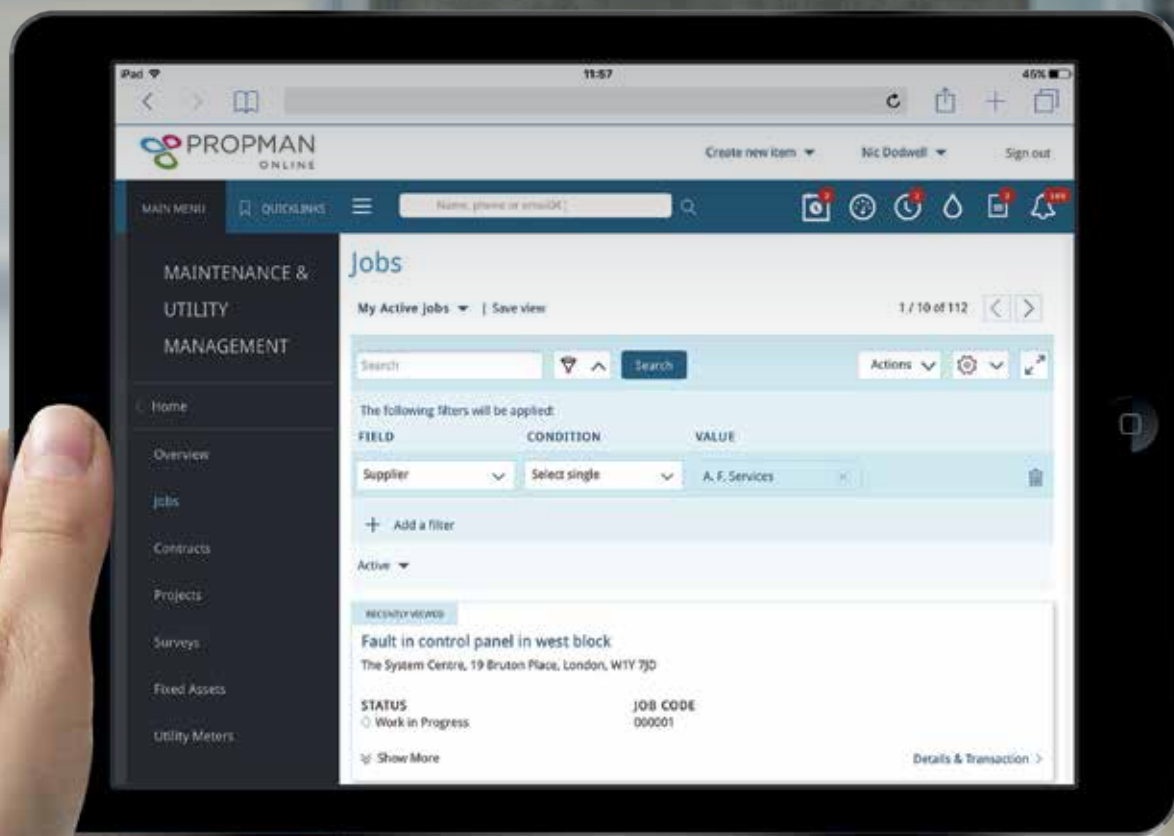 iPad 11:57 45%
PROPMAN
ONLINE
Create new item Nic Dodwell Sign out
MAIN MENU QUICKLINKS Name, phone or email
MAINTENANCE &
UTILITY
MANAGEMENT
Home
Overview
Jobs
Contracts
Projects
Surveys
Fixed Assets
Utility Meters
Jobs
My Active jobs | Save view 1 / 10 of 112
Search Search Actions
The following filters will be applied:
FIELD CONDITION VALUE
Supplier Select single A. F. Services
+ Add a filter
Active
RECENTLY VIEWED
Fault in control panel in west block
The System Centre, 19 Bruton Place, London, W1Y 7JD
STATUS JOB CODE
Work in Progress 000001
Show More Details & Transaction >